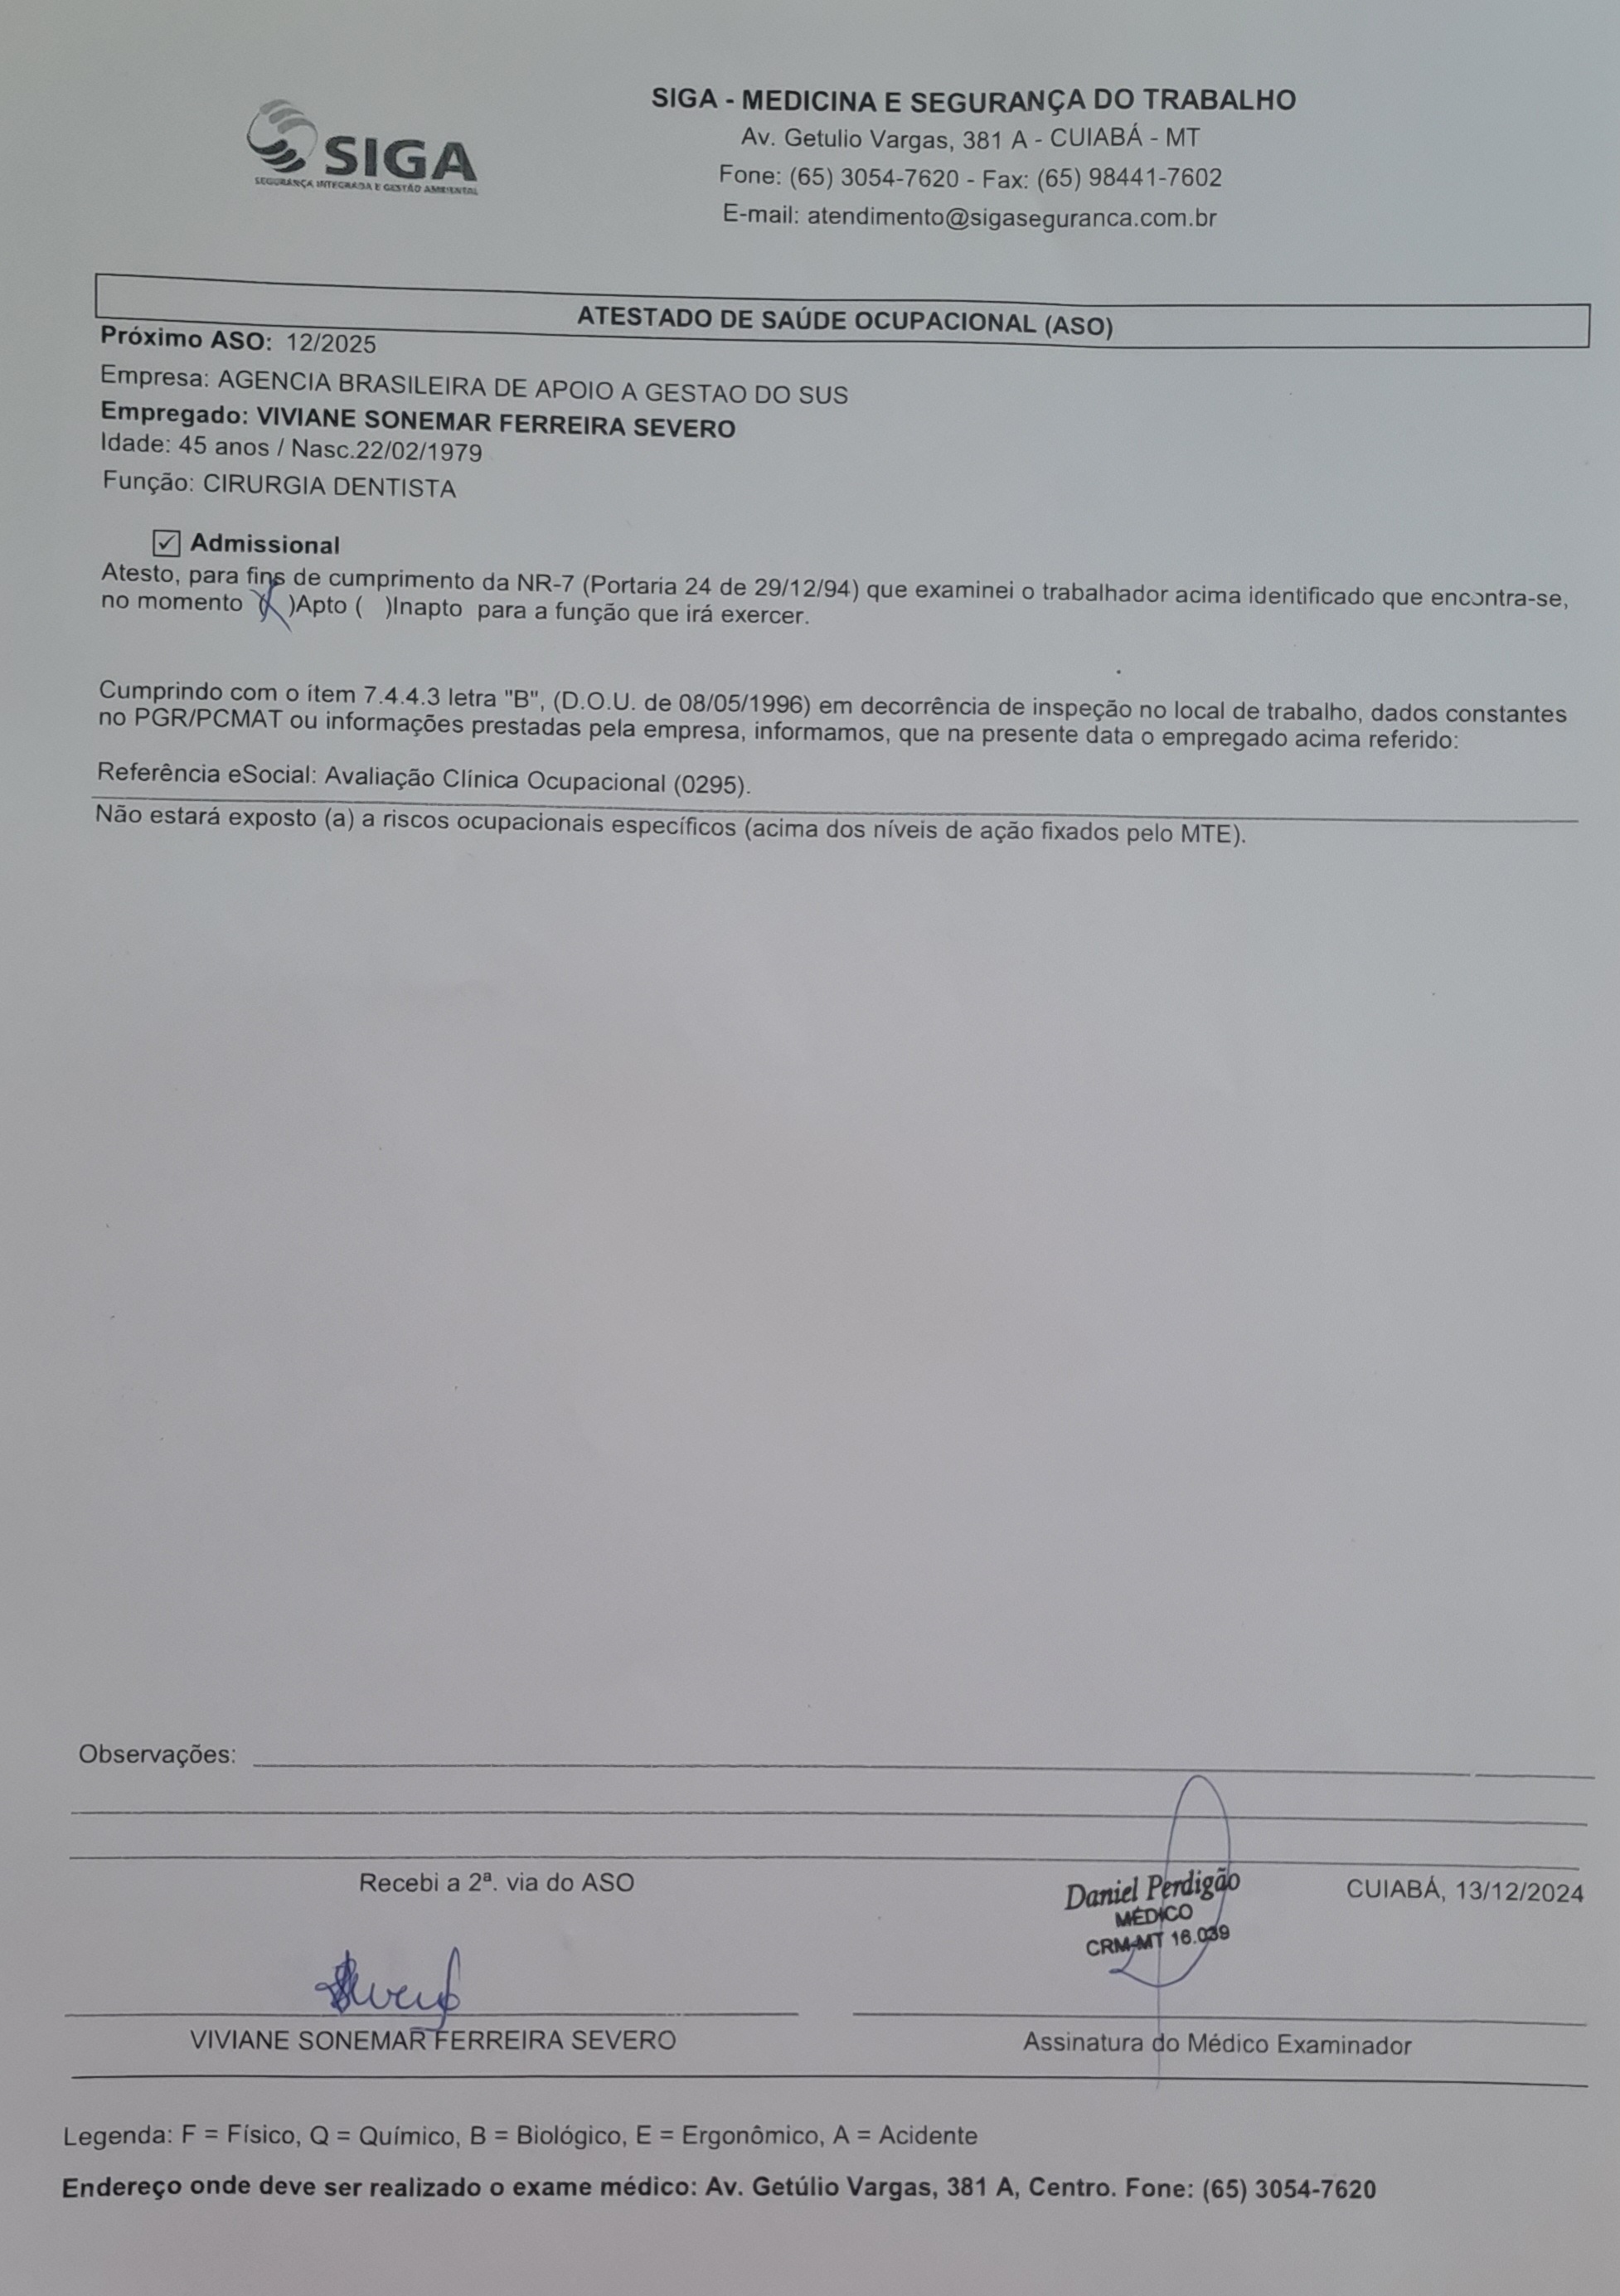 SIGA
SEGURANÇA INTEGRADA E GESTÃO AMBIENTAL
SIGA - MEDICINA E SEGURANÇA DO TRABALHO
Av. Getulio Vargas, 381 A - CUIABÁ - MT
Fone: (65) 3054-7620 - Fax: (65) 98441-7602
E-mail: atendimento@sigaseguranca.com.br
ATESTADO DE SAÚDE OCUPACIONAL (ASO)
Próximo ASO: 12/2025
Empresa: AGENCIA BRASILEIRA DE APOIO A GESTAO DO SUS
Empregado: VIVIANE SONEMAR FERREIRA SEVERO
Idade: 45 anos / Nasc.22/02/1979
Função: CIRURGIA DENTISTA
☑ Admissional
Atesto, para fins de cumprimento da NR-7 (Portaria 24 de 29/12/94) que examinei o trabalhador acima identificado que encontra-se,
no momento (X)Apto ( )Inapto para a função que irá exercer.
Cumprindo com o ítem 7.4.4.3 letra "B", (D.O.U. de 08/05/1996) em decorrência de inspeção no local de trabalho, dados constantes
no PGR/PCMAT ou informações prestadas pela empresa, informamos, que na presente data o empregado acima referido:
Referência eSocial: Avaliação Clínica Ocupacional (0295).
Não estará exposto (a) a riscos ocupacionais específicos (acima dos níveis de ação fixados pelo MTE).
Observações:
Recebi a 2ª. via do ASO
Daniel Perdigão
MÉDICO
CRM-MT 16.039
CUIABÁ, 13/12/2024
Severo
VIVIANE SONEMAR FERREIRA SEVERO
Assinatura do Médico Examinador
Legenda: F = Físico, Q = Químico, B = Biológico, E = Ergonômico, A = Acidente
Endereço onde deve ser realizado o exame médico: Av. Getúlio Vargas, 381 A, Centro. Fone: (65) 3054-7620